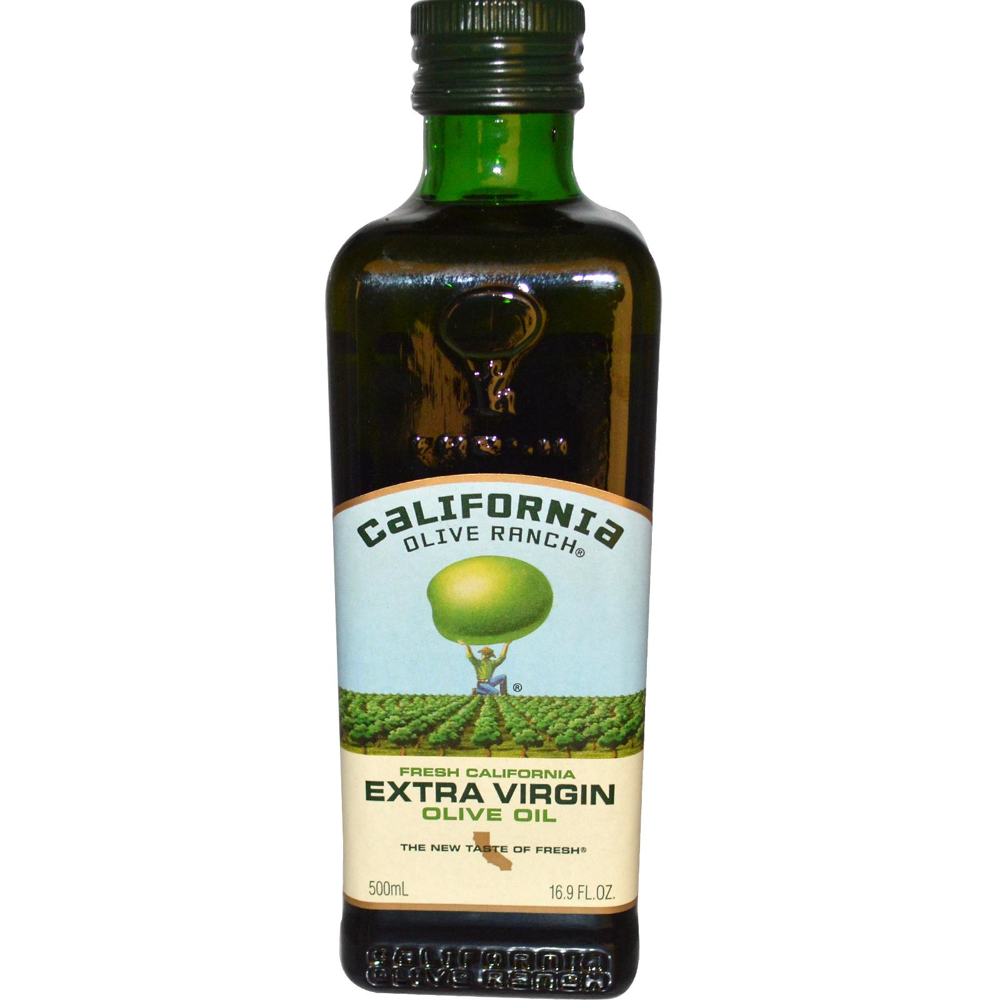 CaLIFORNIa
OLIVE RANCH®
®
FRESH CALIFORNIA
EXTRA VIRGIN
OLIVE OIL
THE NEW TASTE OF FRESH®
500mL 16.9 FL.OZ.
CALIFORNIA
OLIVE RANCH